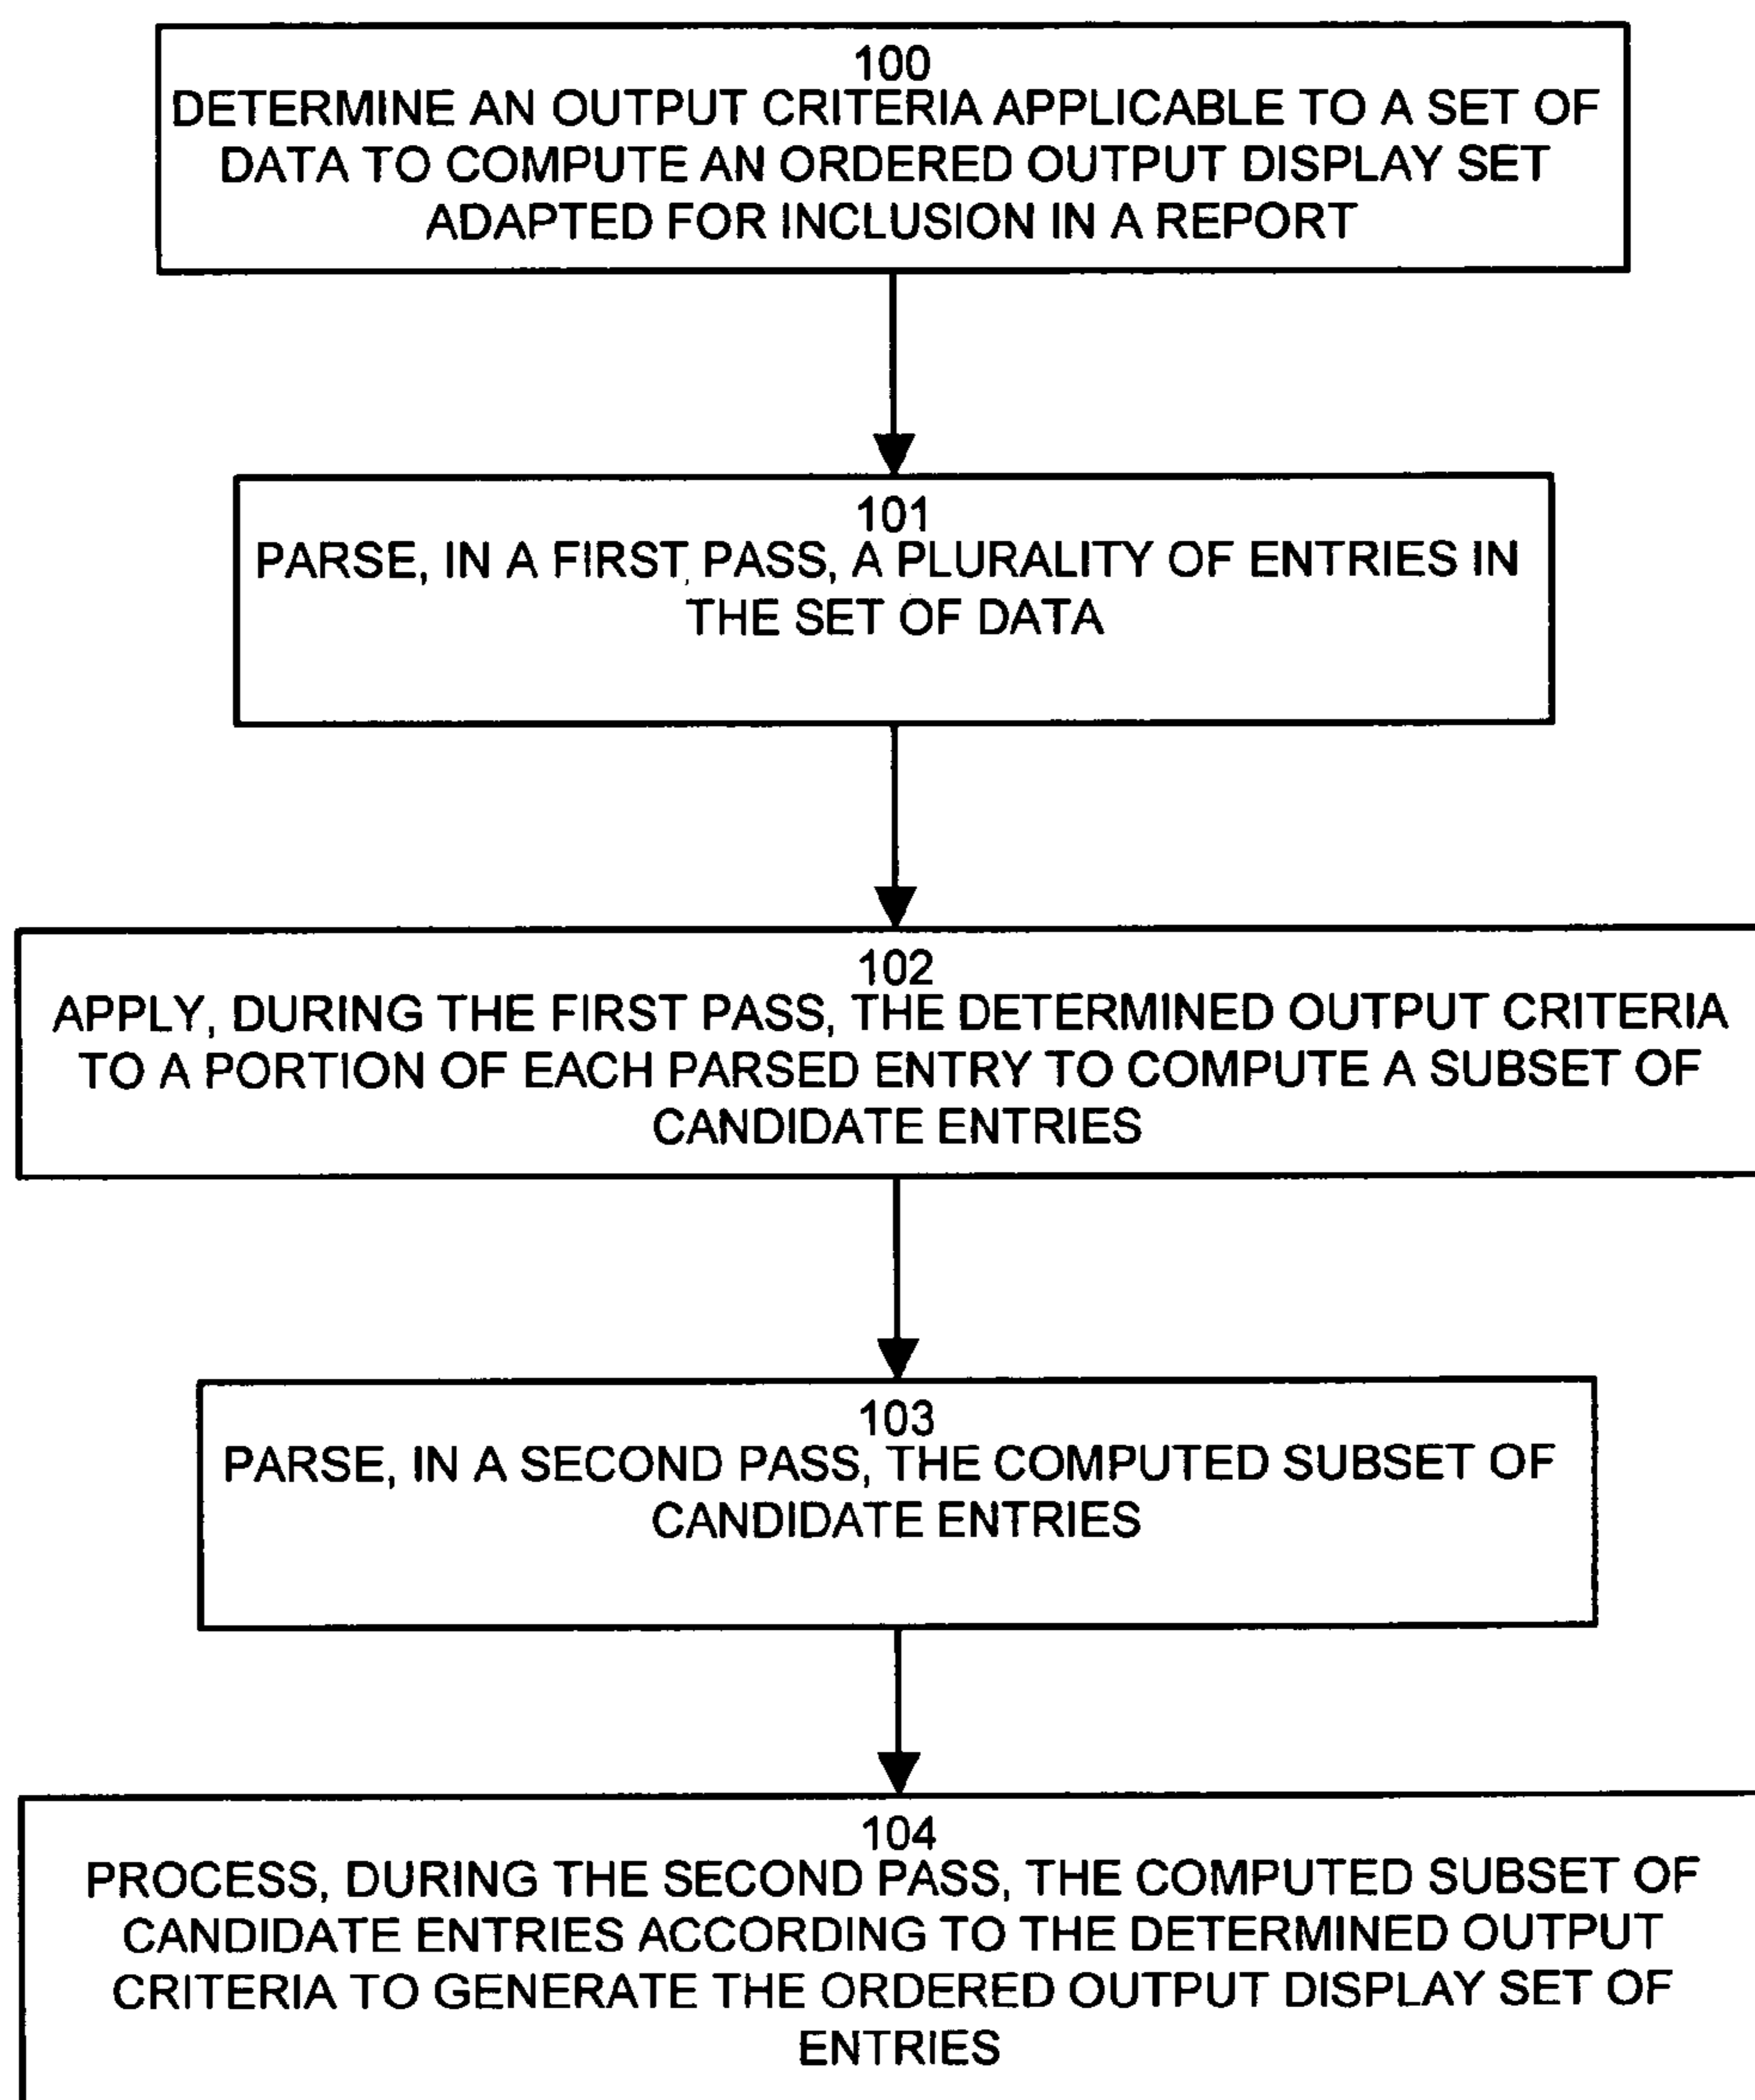 100
DETERMINE AN OUTPUT CRITERIA APPLICABLE TO A SET OF
DATA TO COMPUTE AN ORDERED OUTPUT DISPLAY SET
ADAPTED FOR INCLUSION IN A REPORT
101
PARSE, IN A FIRST PASS, A PLURALITY OF ENTRIES IN
THE SET OF DATA
102
APPLY, DURING THE FIRST PASS, THE DETERMINED OUTPUT CRITERIA
TO A PORTION OF EACH PARSED ENTRY TO COMPUTE A SUBSET OF
CANDIDATE ENTRIES
103
PARSE, IN A SECOND PASS, THE COMPUTED SUBSET OF
CANDIDATE ENTRIES
104
PROCESS, DURING THE SECOND PASS, THE COMPUTED SUBSET OF
CANDIDATE ENTRIES ACCORDING TO THE DETERMINED OUTPUT
CRITERIA TO GENERATE THE ORDERED OUTPUT DISPLAY SET OF
ENTRIES